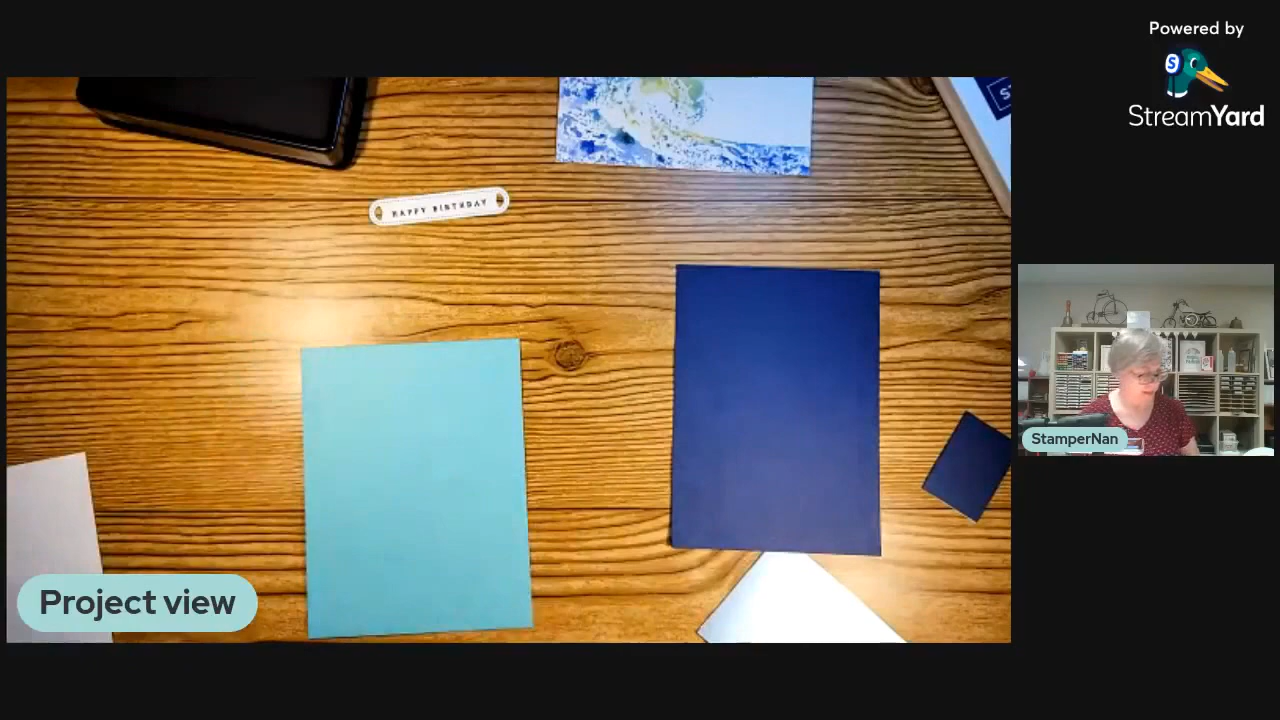 Powered by
S
StreamYard
HAPPY BIRTHDAY
StamperNan
Project view